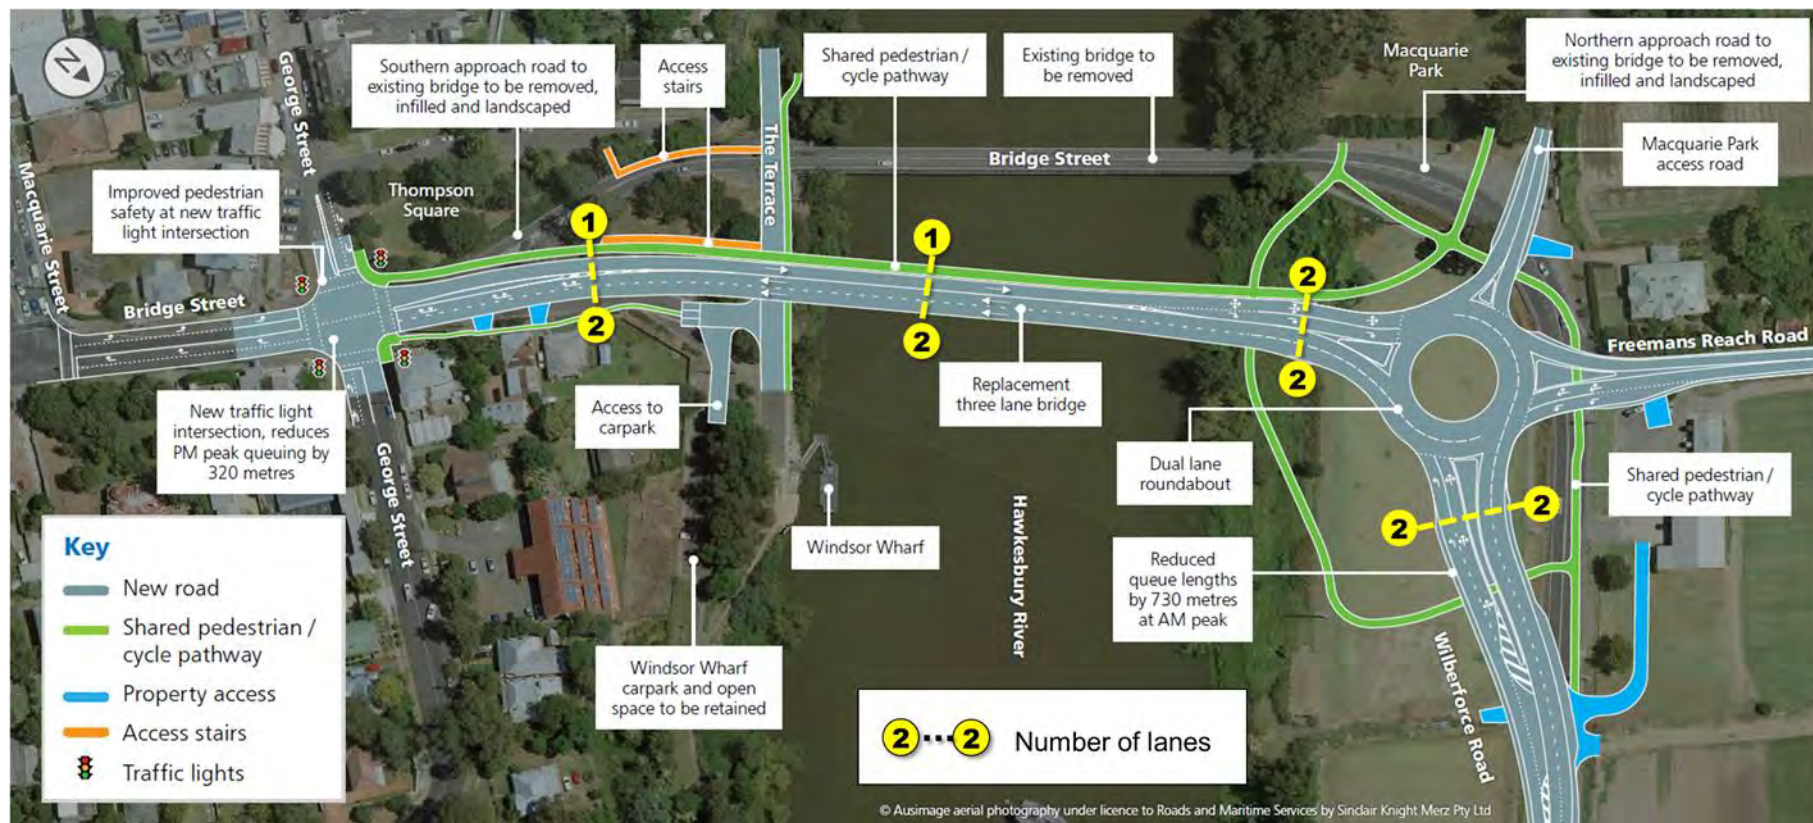 N
Southern approach road to
existing bridge to be removed,
infilled and landscaped
Access
stairs
Shared pedestrian /
cycle pathway
Existing bridge to
be removed
Macquarie
Park
Northern approach road to
existing bridge to be removed,
infilled and landscaped
Macquarie Park
access road
George Street
Macquarie Street
Improved pedestrian
safety at new traffic
light intersection
Thompson
Square
The Terrace
Bridge Street
1
1
2
Bridge Street
2
2
2
Freemans Reach Road
New traffic light
intersection, reduces
PM peak queuing by
320 metres
George Street
Access to
carpark
Replacement
three lane bridge
Dual lane
roundabout
Shared pedestrian /
cycle pathway
2
2
Windsor Wharf
Hawkesbury River
Reduced
queue lengths
by 730 metres
at AM peak
Wilberforce Road
Windsor Wharf
carpark and open
space to be retained
Key
New road
Shared pedestrian /
cycle pathway
Property access
Access stairs
Traffic lights
2 2 Number of lanes
© Ausimage aerial photography under licence to Roads and Maritime Services by Sinclair Knight Merz Pty Ltd